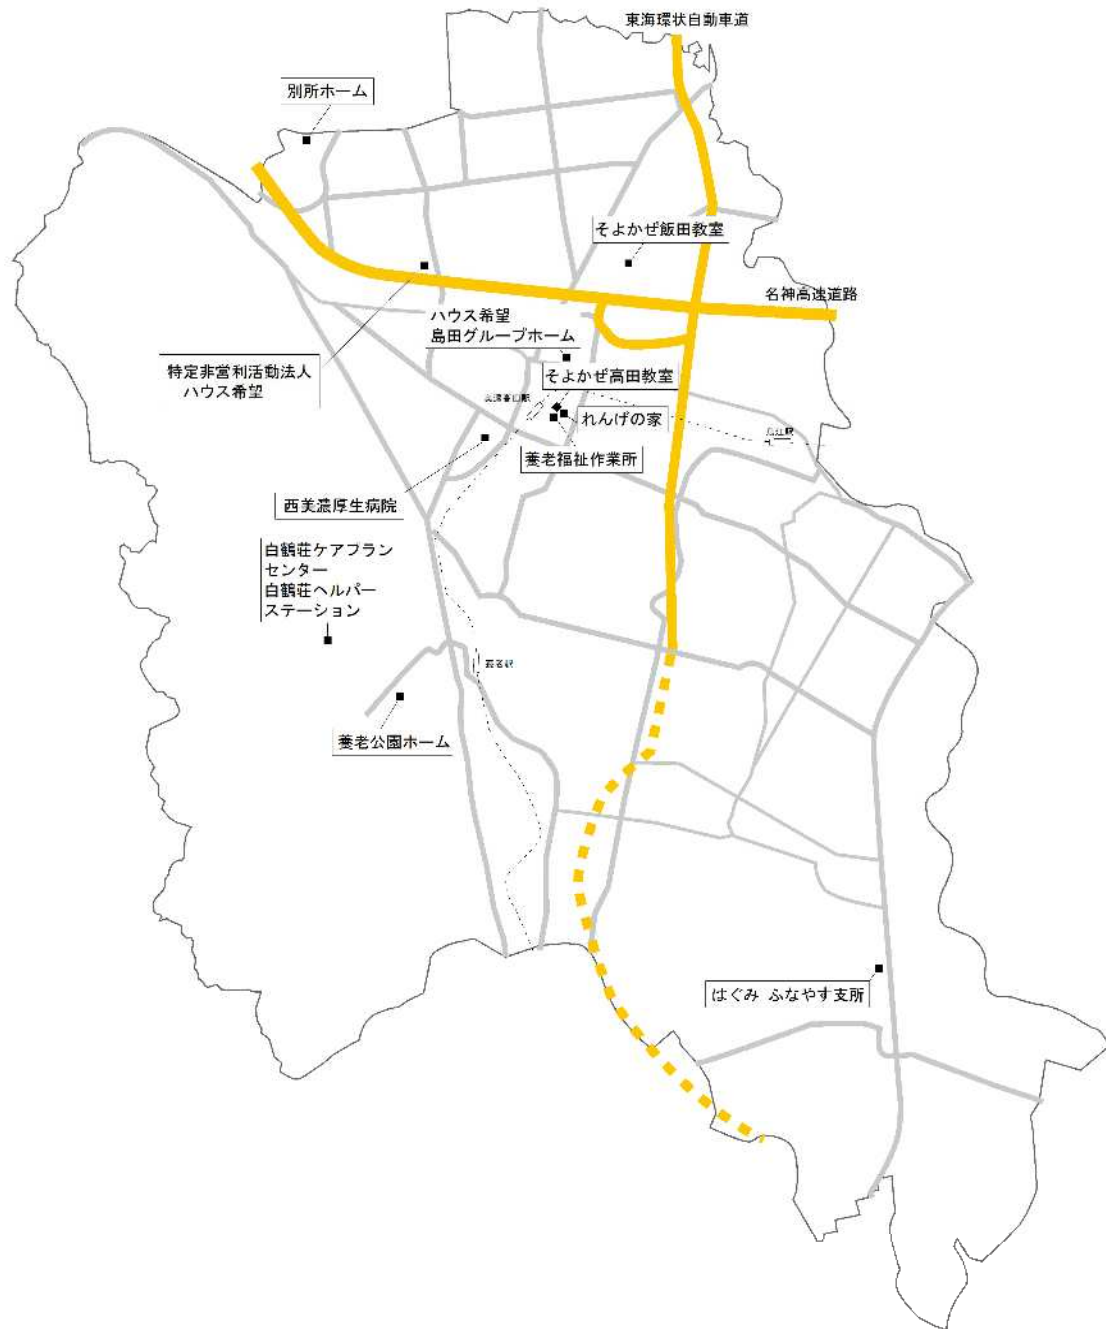 東海環状自動車道
別所ホーム
そよかぜ飯田教室
名神高速道路
ハウス希望
島田グループホーム
特定非営利活動法人
ハウス希望
そよかぜ高田教室
れんげの家
養老福祉作業所
西美濃厚生病院
白鶴荘ケアプラン
センター
白鶴荘ヘルパー
ステーション
養老駅
養老公園ホーム
はぐみ ふなやす支所